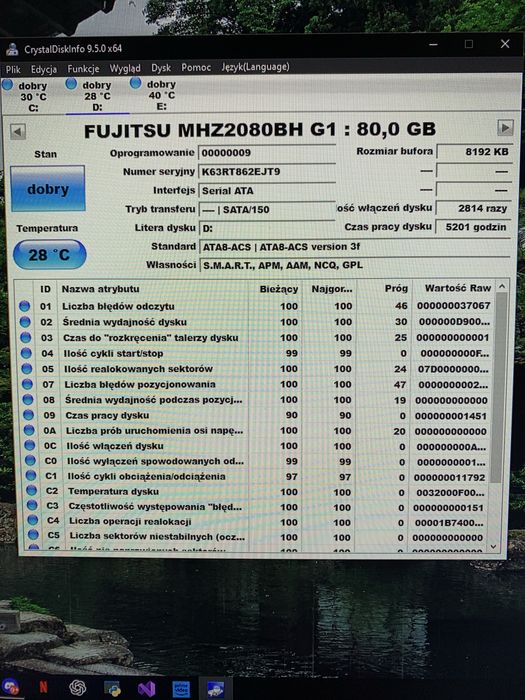 CrystalDiskInfo 9.5.0 x64
Plik Edycja Funkcje Wygląd Dysk Pomoc Język(Language)
dobry dobry dobry
30 °C 28 °C 40 °C
C: D: E:
FUJITSU MHZ2080BH G1 : 80,0 GB
Stan Oprogramowanie 00000009 Rozmiar bufora 8192 KB
dobry Numer seryjny K63RT862EJT9 — —
Interfejs Serial ATA — —
Tryb transferu — | SATA/150 lość włączeń dysku 2814 razy
Temperatura Litera dysku D: Czas pracy dysku 5201 godzin
28 °C Standard ATA8-ACS | ATA8-ACS version 3f
Własności S.M.A.R.T., APM, AAM, NCQ, GPL
ID Nazwa atrybutu Bieżący Najgor... Próg Wartość Raw
01 Liczba błędów odczytu 100 100 46 000000037067
02 Średnia wydajność dysku 100 100 30 000000D900...
03 Czas do "rozkręcenia" talerzy dysku 100 100 25 000000000001
04 Ilość cykli start/stop 99 99 0 000000000F...
05 Ilość realokowanych sektorów 100 100 24 07D0000000...
07 Liczba błędów pozycjonowania 100 100 47 0000000002...
08 Średnia wydajność podczas pozycj... 100 100 19 000000000000
09 Czas pracy dysku 90 90 0 000000001451
0A Liczba prób uruchomienia osi napę... 100 100 20 000000000000
0C Ilość włączeń dysku 100 100 0 000000000A...
C0 Ilość wyłączeń spowodowanych od... 99 99 0 0000000001...
C1 Ilość cykli obciążenia/odciążenia 97 97 0 000000011792
C2 Temperatura dysku 100 100 0 0032000F00...
C3 Częstotliwość występowania "błęd... 100 100 0 000000000151
C4 Liczba operacji realokacji 100 100 0 00001B7400...
C5 Liczba sektorów niestabilnych (ocz... 100 100 0 000000000000